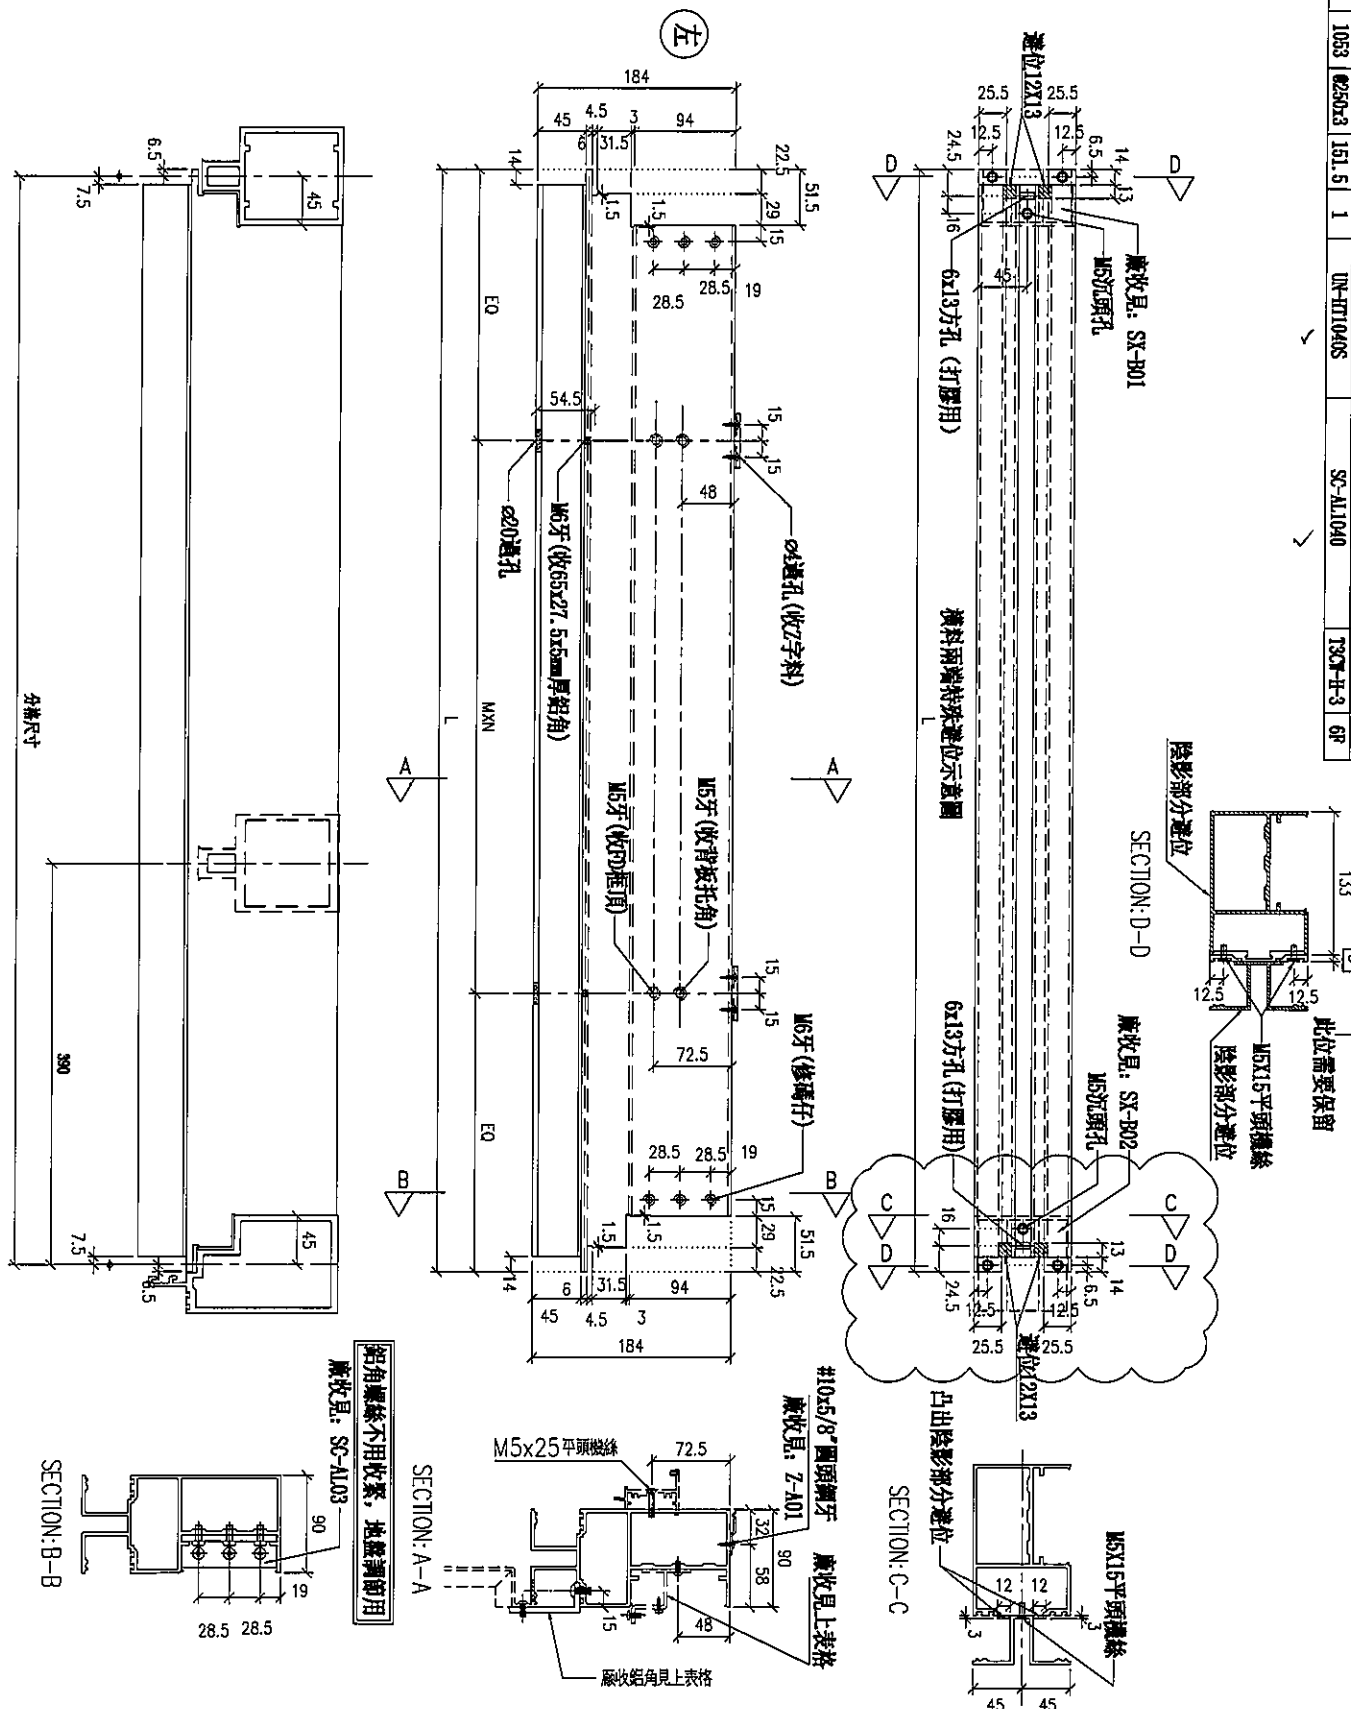 1053
@250x3
151.5
1
UN-HT1040S
SC-AL1040
T3CW-H-3
6F
左
避位12X13
25.5
25.5
12.5
12.5
24.5
6.5
14
13
16
45
D
D
廠收見: SX-B01
M5沉頭孔
6x13方孔 (打膠用)
橫料兩端特殊避位示意圖
L
廠收見: SX-B02
M5沉頭孔
6x13方孔(打膠用)
C
C
D
D
16
13
14
24.5
6.5
12.5
12.5
25.5
25.5
避位12X13
133
12.5
12.5
陰影部分避位
SECTION:D-D
此位需要保留
M5X15平頭機絲
陰影部分避位
184
45
4.5
3
94
6
31.5
14
22.5
51.5
29
15
1.5
1.5
28.5
28.5
19
EQ
54.5
15
15
48
ø4通孔(收Z字料)
M6牙(收65x27.5x5mm厚鋁角)
ø20通孔
MXN
L
A
A
M5牙(收背板托角)
M5牙(收FD框頂)
15
15
72.5
M6牙(修碼仔)
EQ
28.5
28.5
19
B
B
15
29
51.5
22.5
1.5
1.5
14
45
6
4.5
31.5
3
94
184
6.5
7.5
45
分格尺寸
390
45
7.5
6.5
凸出陰影部分避位
M5X15平頭機絲
12
12
3
3
45
45
SECTION:C-C
#10x5/8"圓頭鋼牙
廠收見: Z-A01
廠收見上表格
M5x25平頭機絲
72.5
32
58
90
48
15
廠收鋁角見上表格
SECTION:A-A
鋁角螺絲不用收緊, 地盤調節用
廠收見: SC-AL03
90
19
28.5
28.5
SECTION:B-B